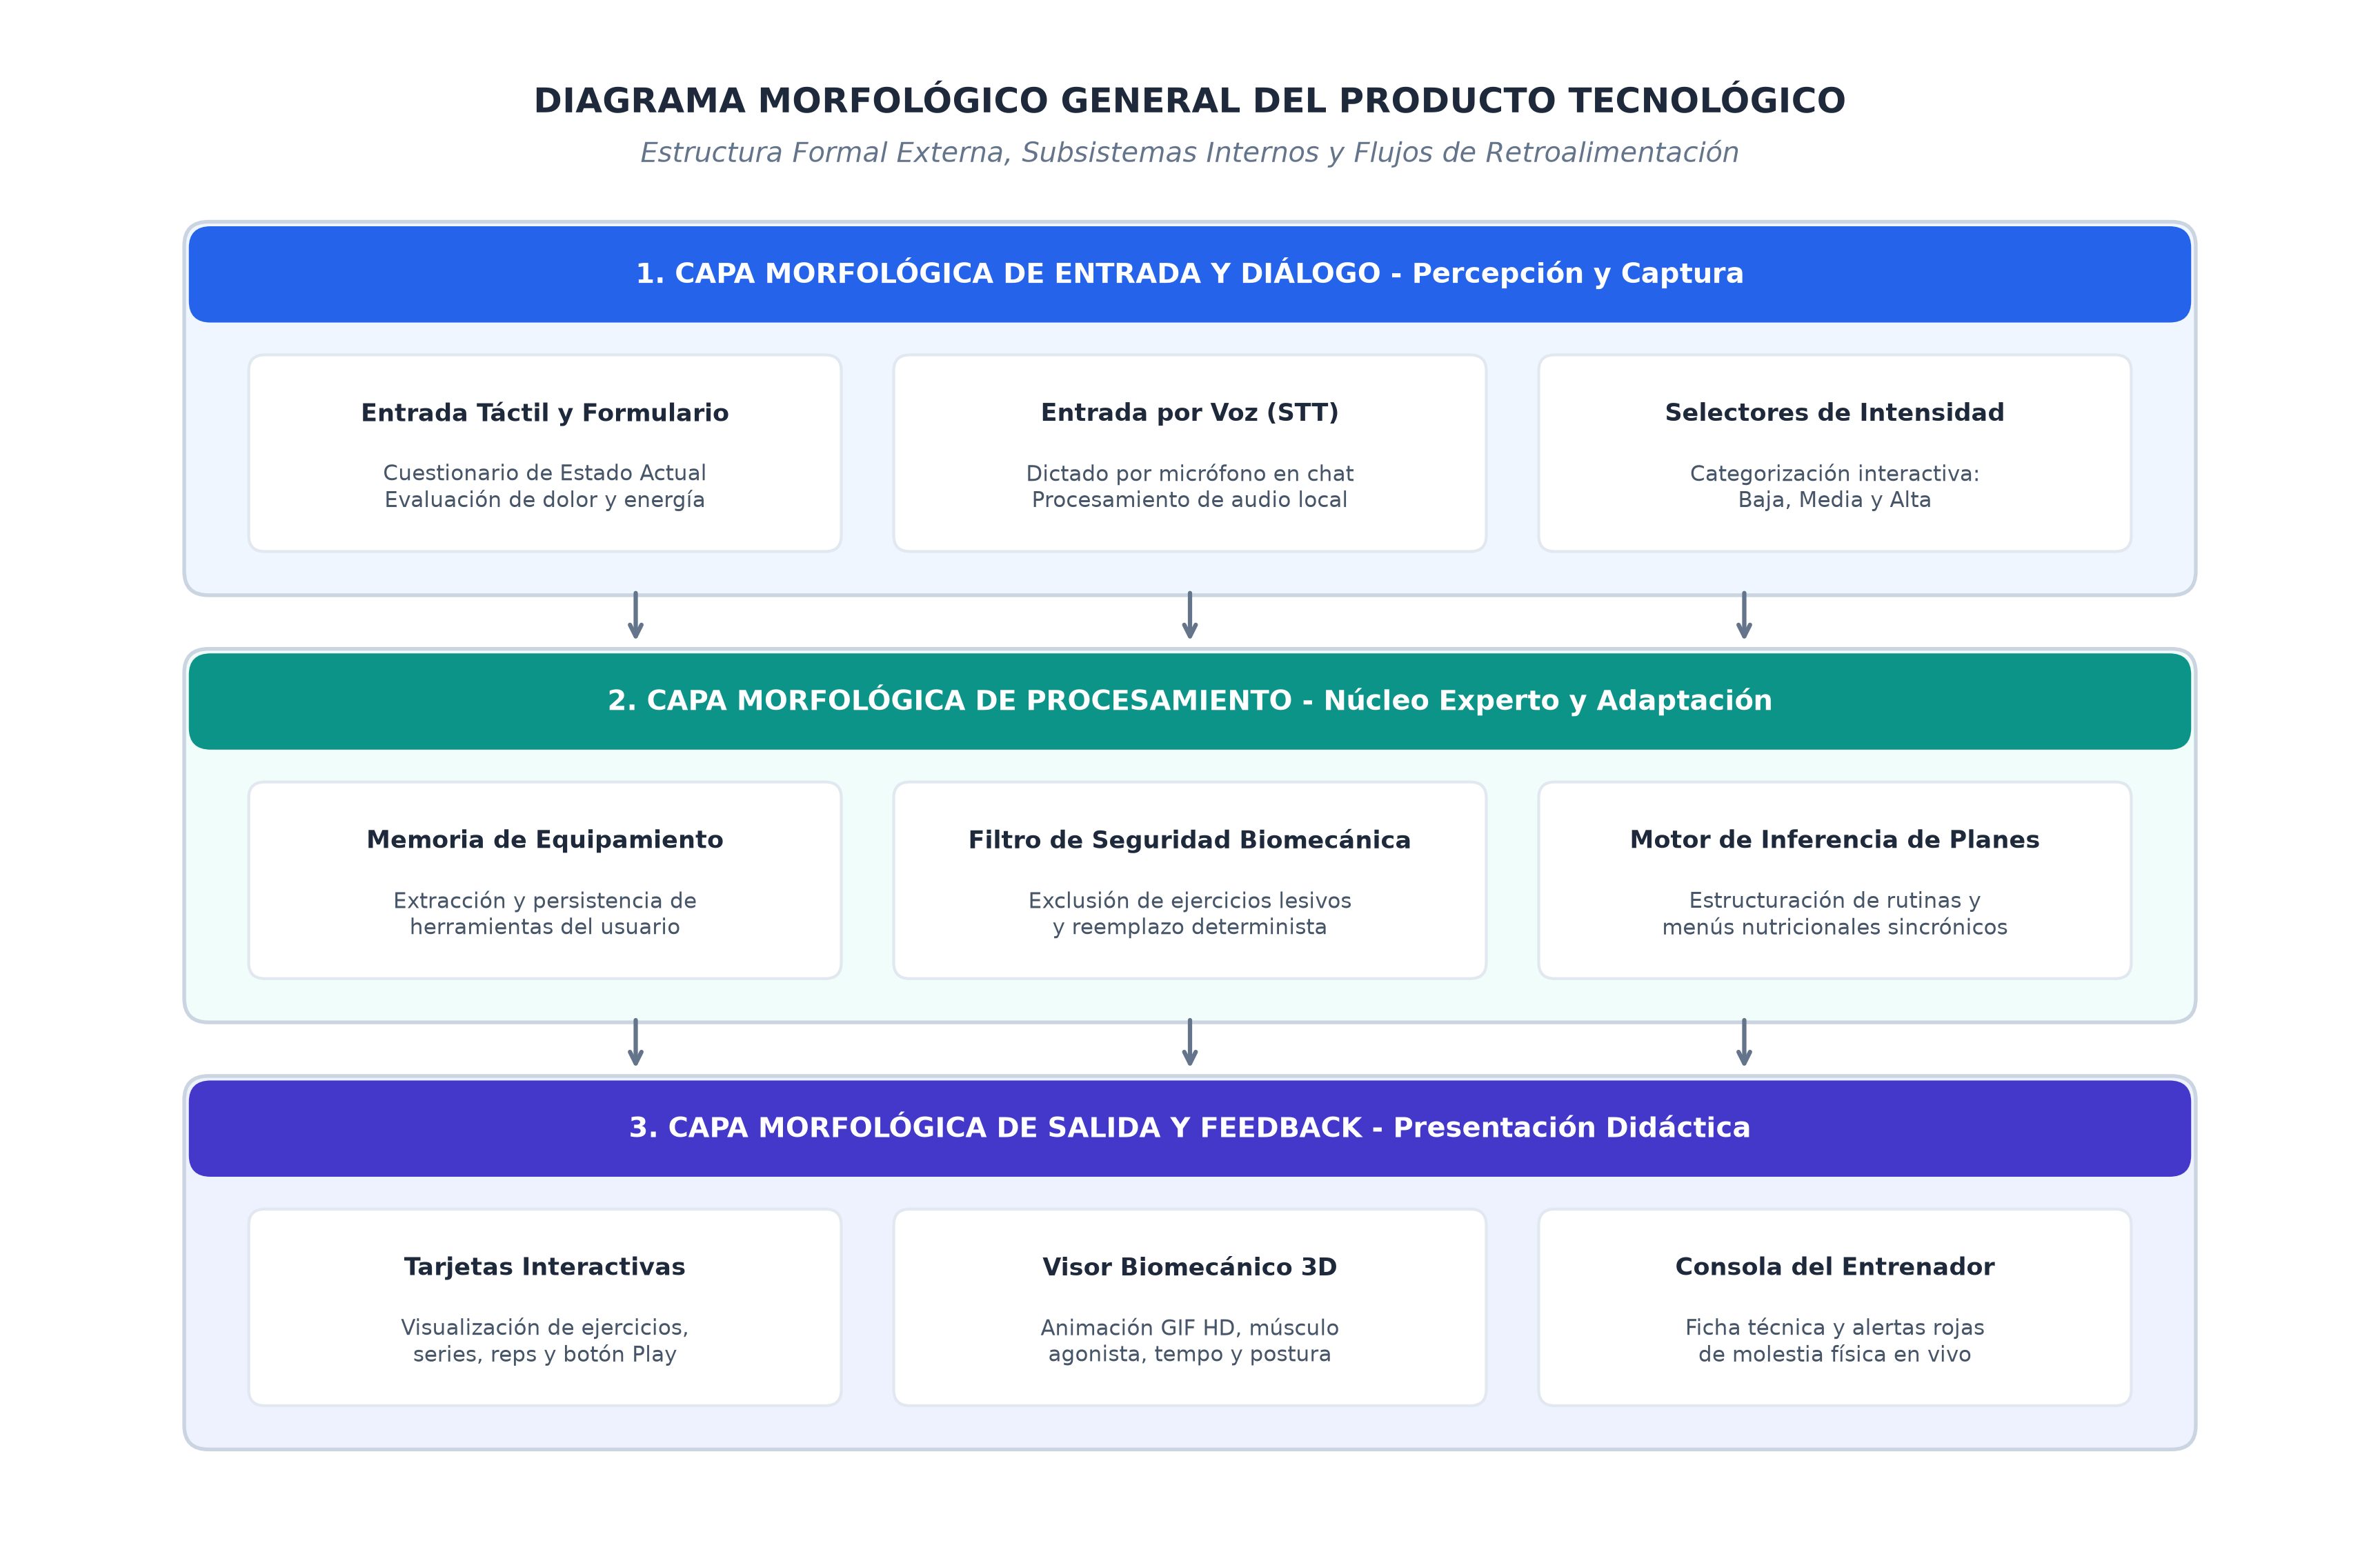 DIAGRAMA MORFOLÓGICO GENERAL DEL PRODUCTO TECNOLÓGICO
Estructura Formal Externa, Subsistemas Internos y Flujos de Retroalimentación
1. CAPA MORFOLÓGICA DE ENTRADA Y DIÁLOGO - Percepción y Captura
Entrada Táctil y Formulario
Cuestionario de Estado Actual
Evaluación de dolor y energía
Entrada por Voz (STT)
Dictado por micrófono en chat
Procesamiento de audio local
Selectores de Intensidad
Categorización interactiva:
Baja, Media y Alta
2. CAPA MORFOLÓGICA DE PROCESAMIENTO - Núcleo Experto y Adaptación
Memoria de Equipamiento
Extracción y persistencia de
herramientas del usuario
Filtro de Seguridad Biomecánica
Exclusión de ejercicios lesivos
y reemplazo determinista
Motor de Inferencia de Planes
Estructuración de rutinas y
menús nutricionales sincrónicos
3. CAPA MORFOLÓGICA DE SALIDA Y FEEDBACK - Presentación Didáctica
Tarjetas Interactivas
Visualización de ejercicios,
series, reps y botón Play
Visor Biomecánico 3D
Animación GIF HD, músculo
agonista, tempo y postura
Consola del Entrenador
Ficha técnica y alertas rojas
de molestia física en vivo